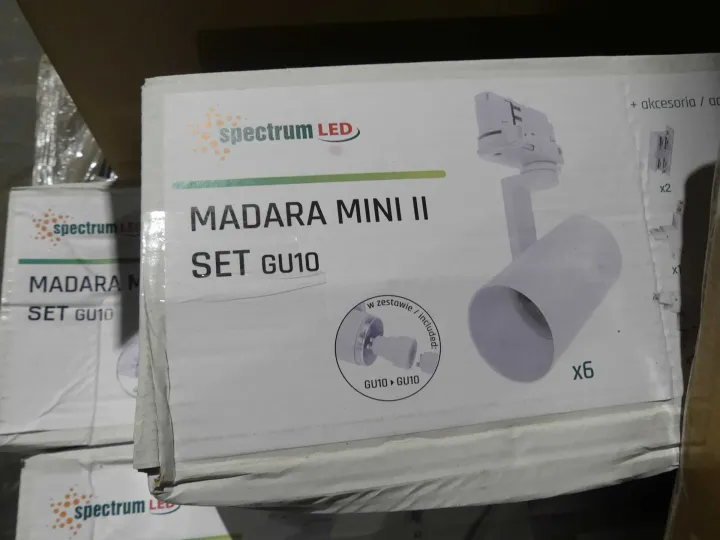 spectrum LED
MADARA MINI II
SET GU10
w zestawie / included:
GU10 ▸ GU10
x6
+ akcesoria /
x2
spectrum LED
MADARA
SET GU10
spectrum LED